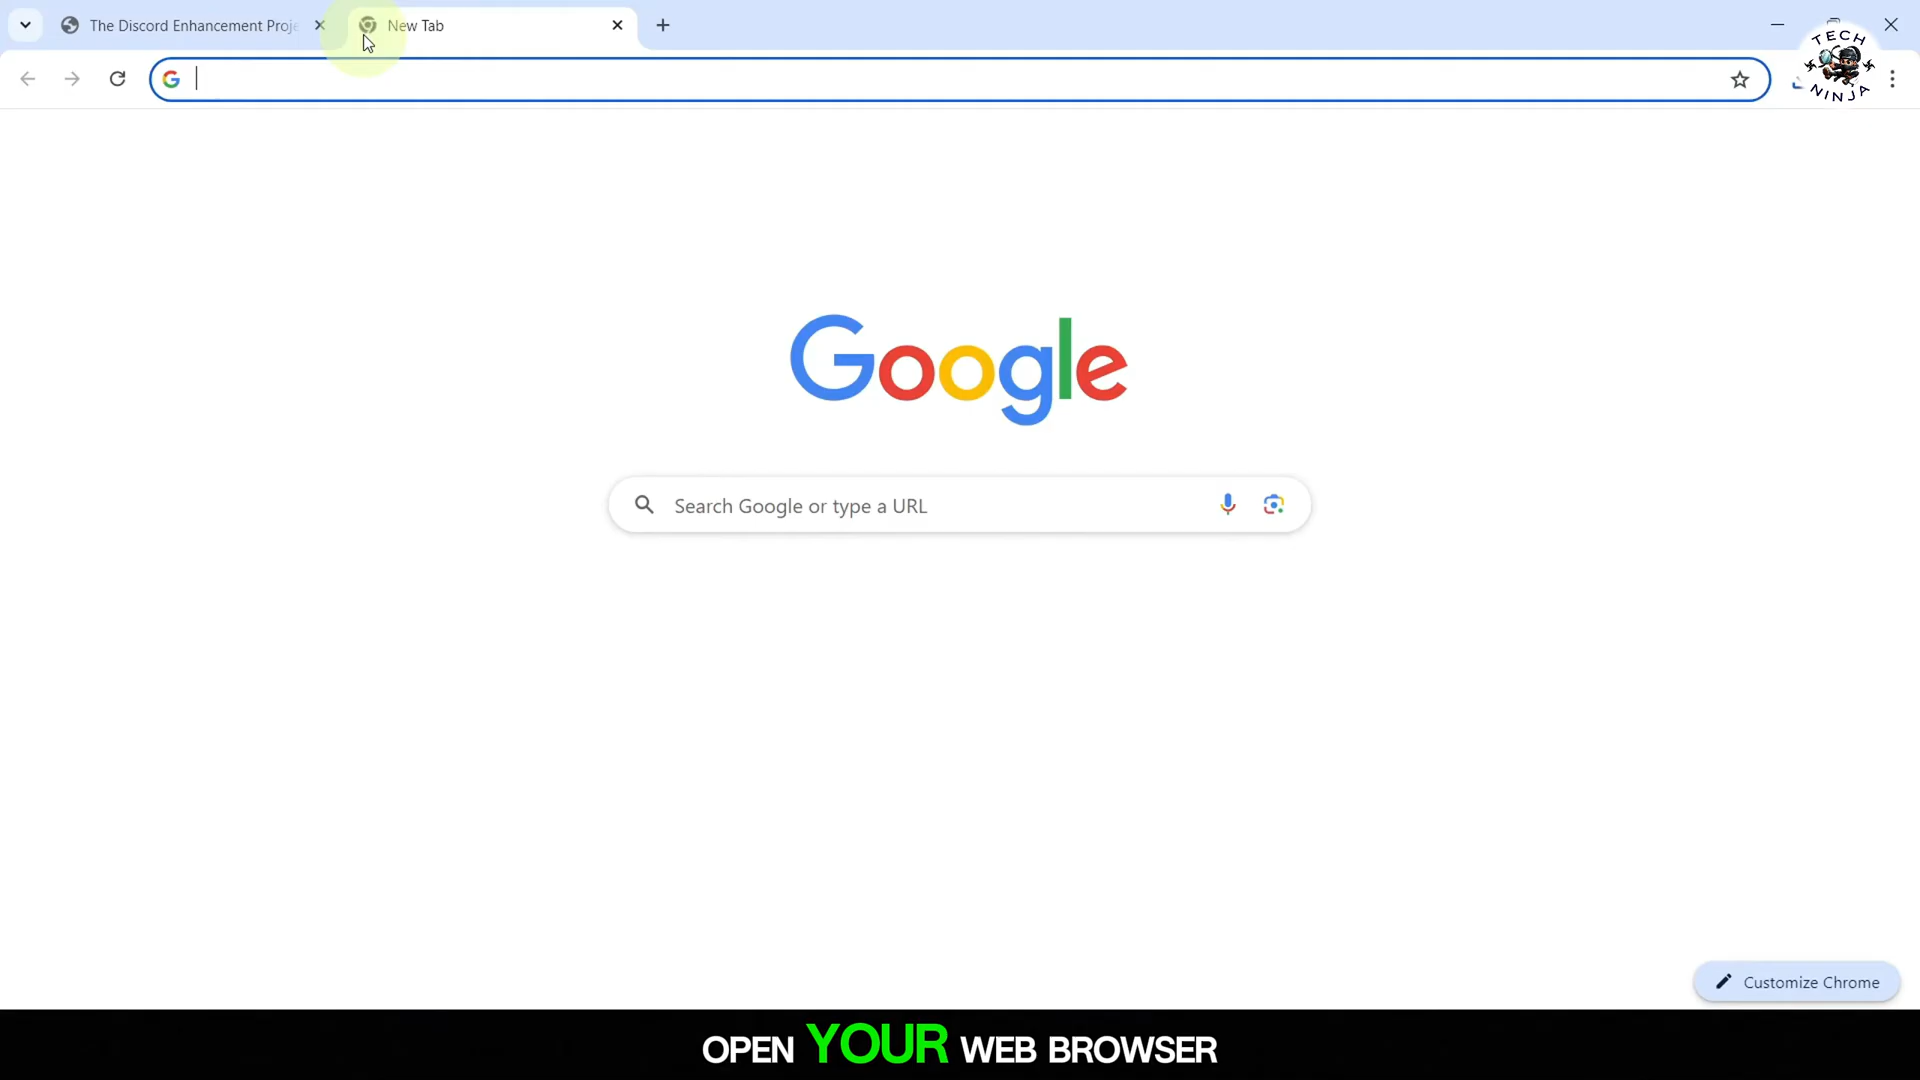 The Discord Enhancement Proje
New Tab
TECH
NINJA
Google
Search Google or type a URL
Customize Chrome
OPEN YOUR WEB BROWSER